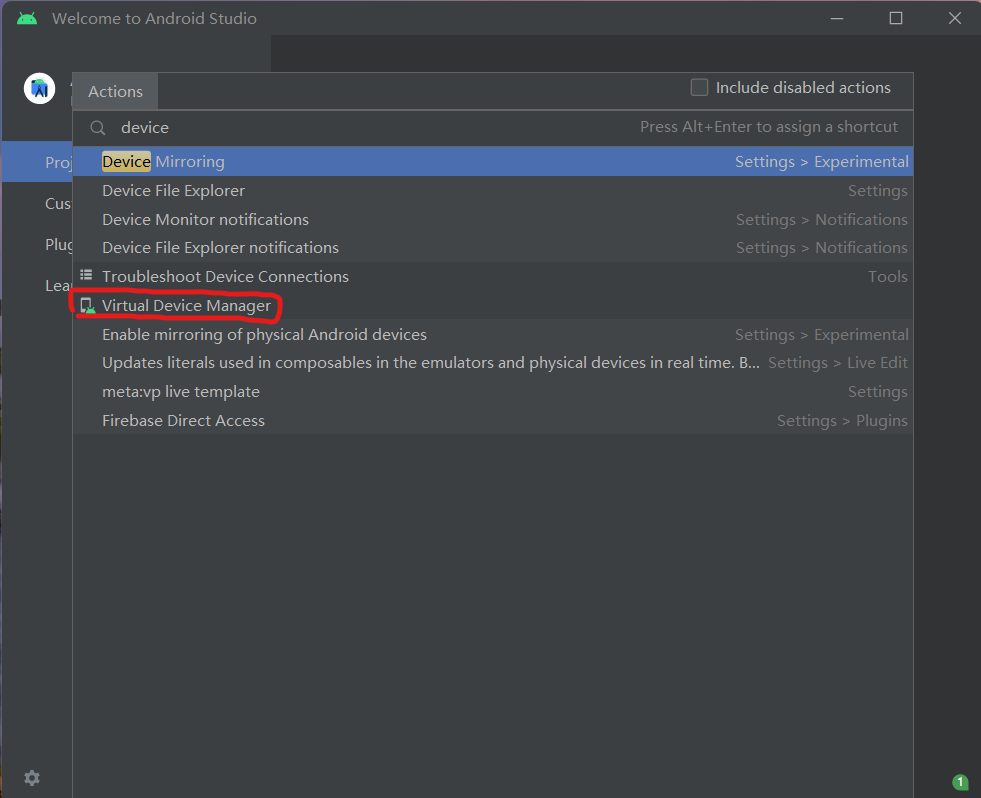 Welcome to Android Studio
Actions
Include disabled actions
device
Press Alt+Enter to assign a shortcut
Proj
Device Mirroring
Settings > Experimental
Device File Explorer
Settings
Cus
Device Monitor notifications
Settings > Notifications
Plug
Device File Explorer notifications
Settings > Notifications
Troubleshoot Device Connections
Tools
Lea
Virtual Device Manager
Enable mirroring of physical Android devices
Settings > Experimental
Updates literals used in composables in the emulators and physical devices in real time. B...
Settings > Live Edit
meta:vp live template
Settings
Firebase Direct Access
Settings > Plugins
1